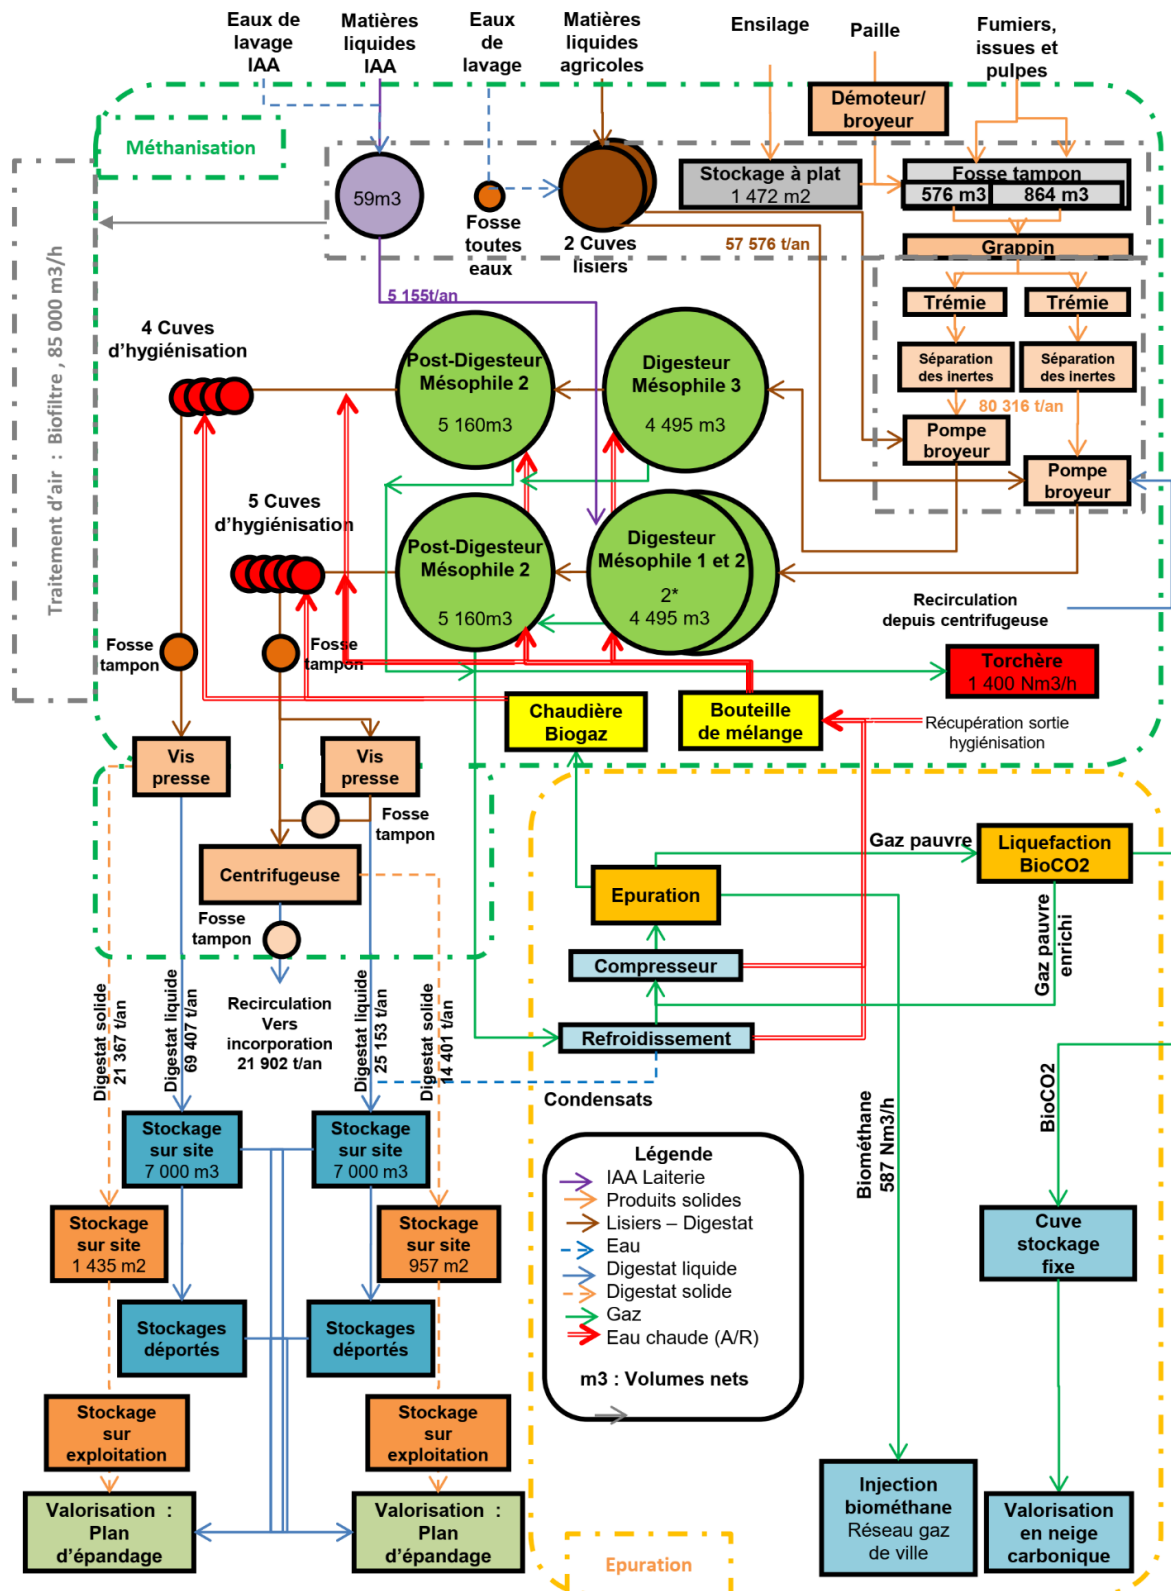 Eaux de
lavage
IAA
Matières
liquides
IAA
Eaux
de
lavage
Matières
liquides
agricoles
Ensilage
Paille
Fumiers,
issues et
pulpes
Démoteur/
broyeur
Méthanisation
59m3
Fosse
toutes
eaux
2 Cuves
lisiers
Stockage à plat
1 472 m2
Fosse tampon
576 m3
864 m3
57 576 t/an
Grappin
Traitement d'air : Biofiltre , 85 000 m3/h
5 155t/an
Trémie
Trémie
4 Cuves
d'hygiénisation
Post-Digesteur
Mésophile 2
5 160m3
Digesteur
Mésophile 3
4 495 m3
Séparation
des inertes
Séparation
des inertes
80 316 t/an
Pompe
broyeur
Pompe
broyeur
5 Cuves
d'hygiénisation
Post-Digesteur
Mésophile 2
5 160m3
Digesteur
Mésophile 1 et 2
2*
4 495 m3
Recirculation
depuis centrifugeuse
Fosse
tampon
Fosse
tampon
Torchère
1 400 Nm3/h
Chaudière
Biogaz
Bouteille
de mélange
Récupération sortie
hygiénisation
Vis
presse
Vis
presse
Fosse
tampon
Gaz pauvre
Liquefaction
BioCO2
Centrifugeuse
Epuration
Fosse
tampon
Compresseur
Gaz pauvre
enrichi
Digestat solide
21 367 t/an
Digestat liquide
69 407 t/an
Recirculation
Vers
incorporation
21 902 t/an
Digestat liquide
25 153 t/an
Digestat solide
14 401 t/an
Refroidissement
Condensats
Biométhane
587 Nm3/h
BioCO2
Stockage
sur site
7 000 m3
Stockage
sur site
7 000 m3
Légende
IAA Laiterie
Produits solides
Lisiers – Digestat
Eau
Digestat liquide
Digestat solide
Gaz
Eau chaude (A/R)
m3 : Volumes nets
Stockage
sur site
1 435 m2
Stockage
sur site
957 m2
Cuve
stockage
fixe
Stockages
déportés
Stockages
déportés
Stockage
sur
exploitation
Stockage
sur
exploitation
Valorisation :
Plan
d'épandage
Valorisation :
Plan
d'épandage
Injection
biométhane
Réseau gaz
de ville
Valorisation
en neige
carbonique
Epuration